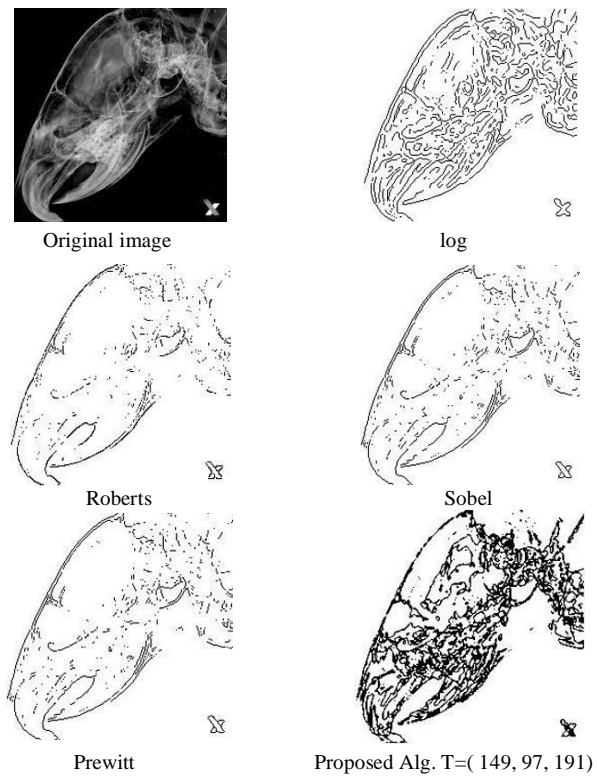 Original image
log
Roberts
Sobel
Prewitt
Proposed Alg. T=( 149, 97, 191)